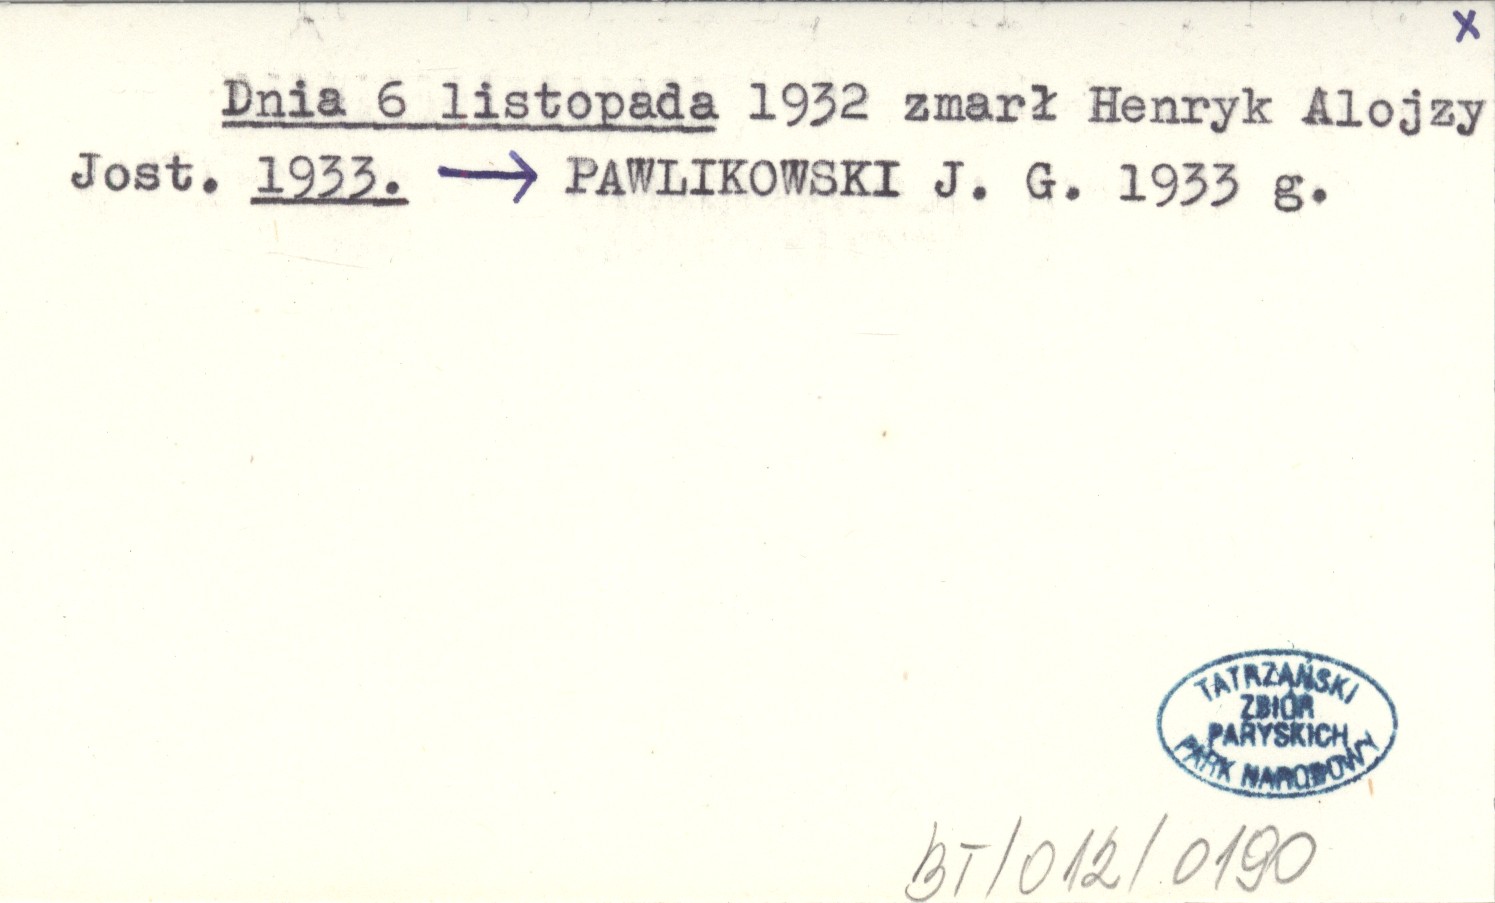 x
Dnia 6 listopada 1932 zmarł Henryk Alojzy
Jost. 1933. → PAWLIKOWSKI J. G. 1933 g.
TATRZAŃSKI
ZBIÓR
PARYSKICH
PARK NARODOWY
BT/012/0190